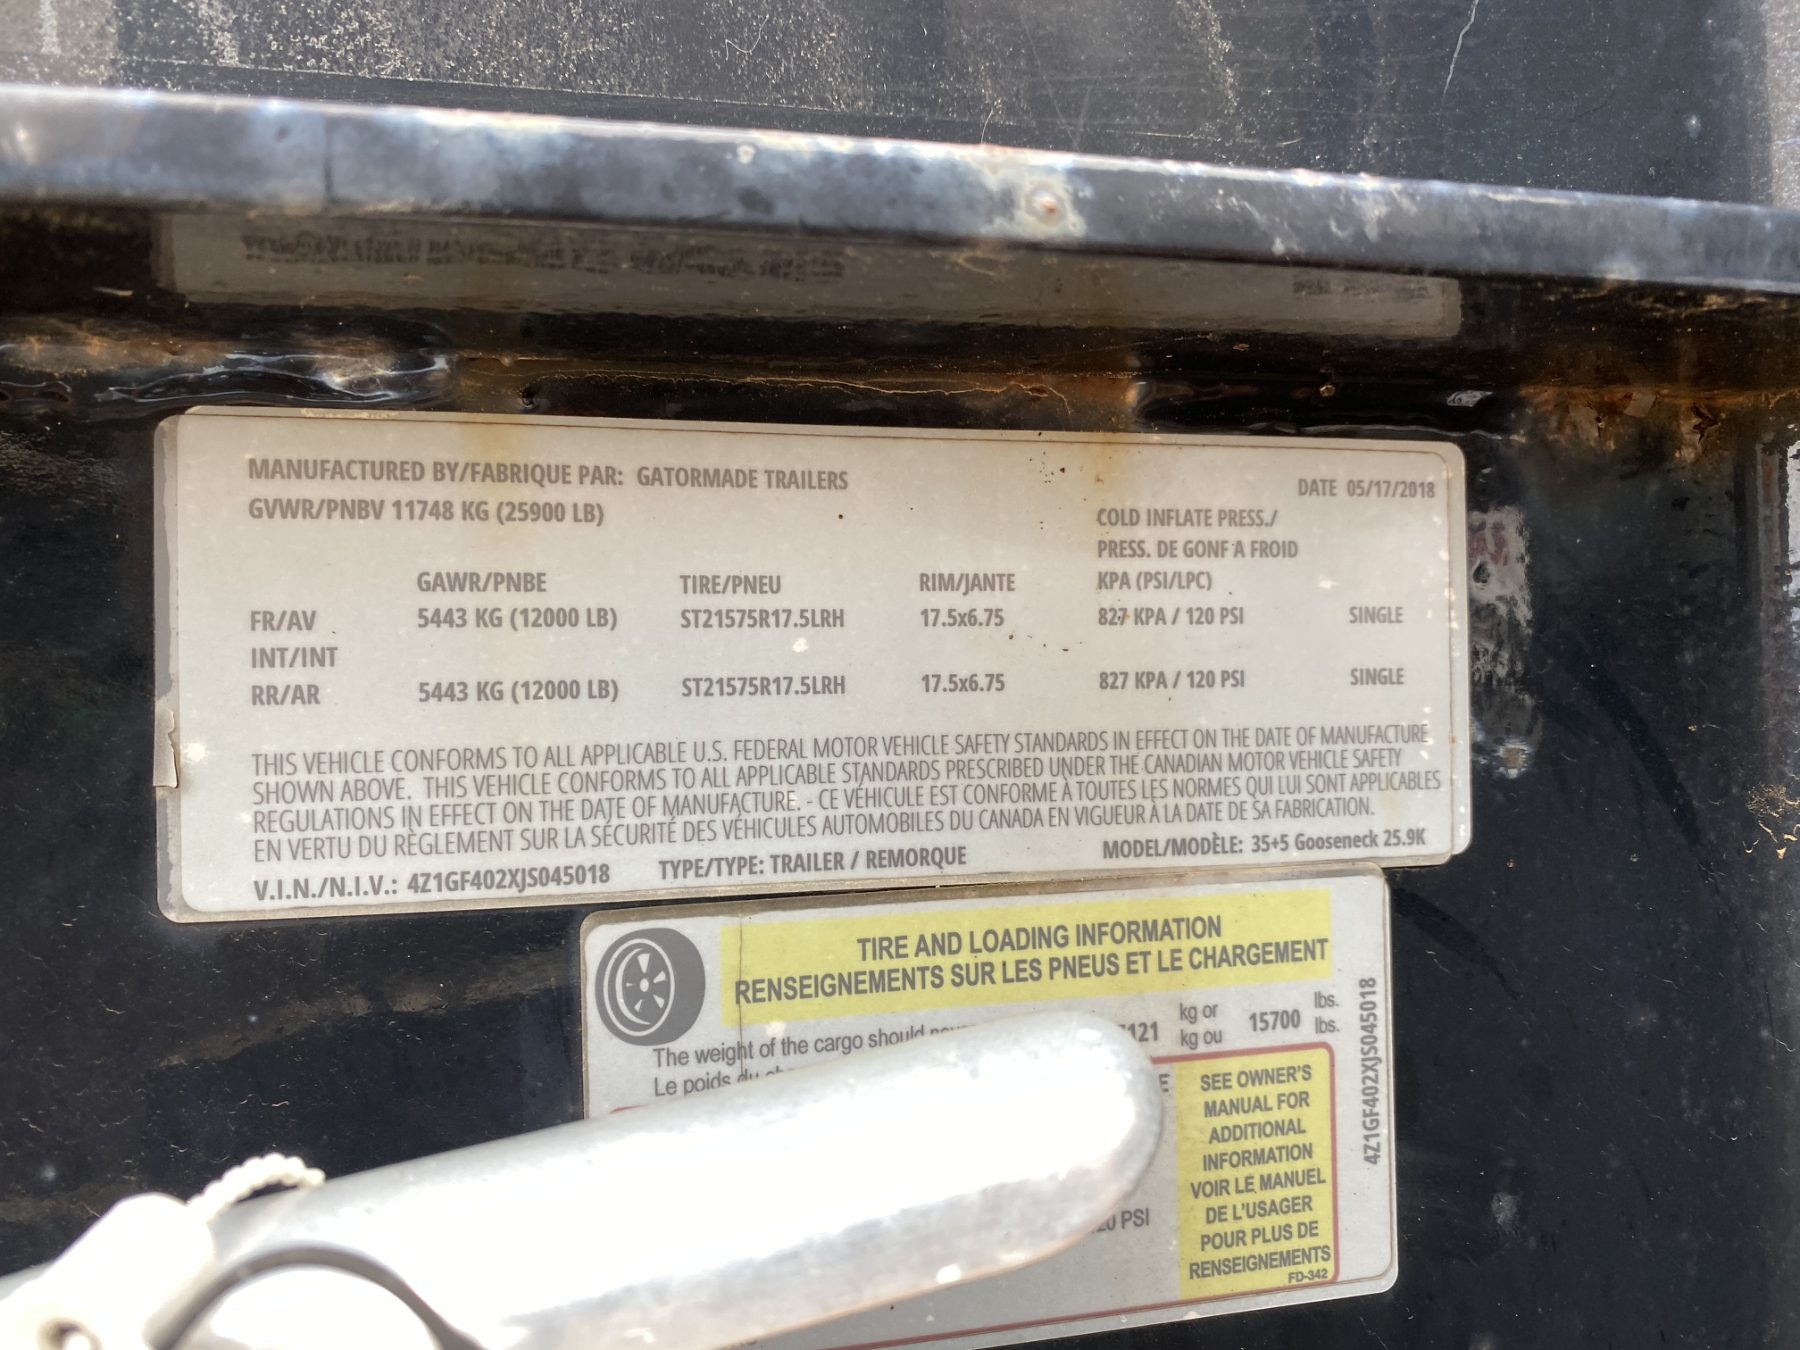 MANUFACTURED BY/FABRIQUE PAR: GATORMADE TRAILERS
DATE 05/17/2018
GVWR/PNBV 11748 KG (25900 LB)
COLD INFLATE PRESS./
PRESS. DE GONF A FROID
GAWR/PNBE TIRE/PNEU RIM/JANTE KPA (PSI/LPC)
FR/AV 5443 KG (12000 LB) ST21575R17.5LRH 17.5x6.75 827 KPA / 120 PSI SINGLE
INT/INT
RR/AR 5443 KG (12000 LB) ST21575R17.5LRH 17.5x6.75 827 KPA / 120 PSI SINGLE
THIS VEHICLE CONFORMS TO ALL APPLICABLE U.S. FEDERAL MOTOR VEHICLE SAFETY STANDARDS IN EFFECT ON THE DATE OF MANUFACTURE
SHOWN ABOVE. THIS VEHICLE CONFORMS TO ALL APPLICABLE STANDARDS PRESCRIBED UNDER THE CANADIAN MOTOR VEHICLE SAFETY
REGULATIONS IN EFFECT ON THE DATE OF MANUFACTURE. - CE VÉHICULE EST CONFORME À TOUTES LES NORMES QUI LUI SONT APPLICABLES
EN VERTU DU RÈGLEMENT SUR LA SÉCURITÉ DES VÉHICULES AUTOMOBILES DU CANADA EN VIGUEUR À LA DATE DE SA FABRICATION.
V.I.N./N.I.V.: 4Z1GF402XJS045018 TYPE/TYPE: TRAILER / REMORQUE MODEL/MODÈLE: 35+5 Gooseneck 25.9K
TIRE AND LOADING INFORMATION
RENSEIGNEMENTS SUR LES PNEUS ET LE CHARGEMENT
The weight of the cargo should
kg or 15700 lbs.
Le poids du
kg ou lbs.
SEE OWNER'S
MANUAL FOR
ADDITIONAL
INFORMATION
VOIR LE MANUEL
DE L'USAGER
POUR PLUS DE
RENSEIGNEMENTS
FD-342
PSI
4Z1GF402XJS045018